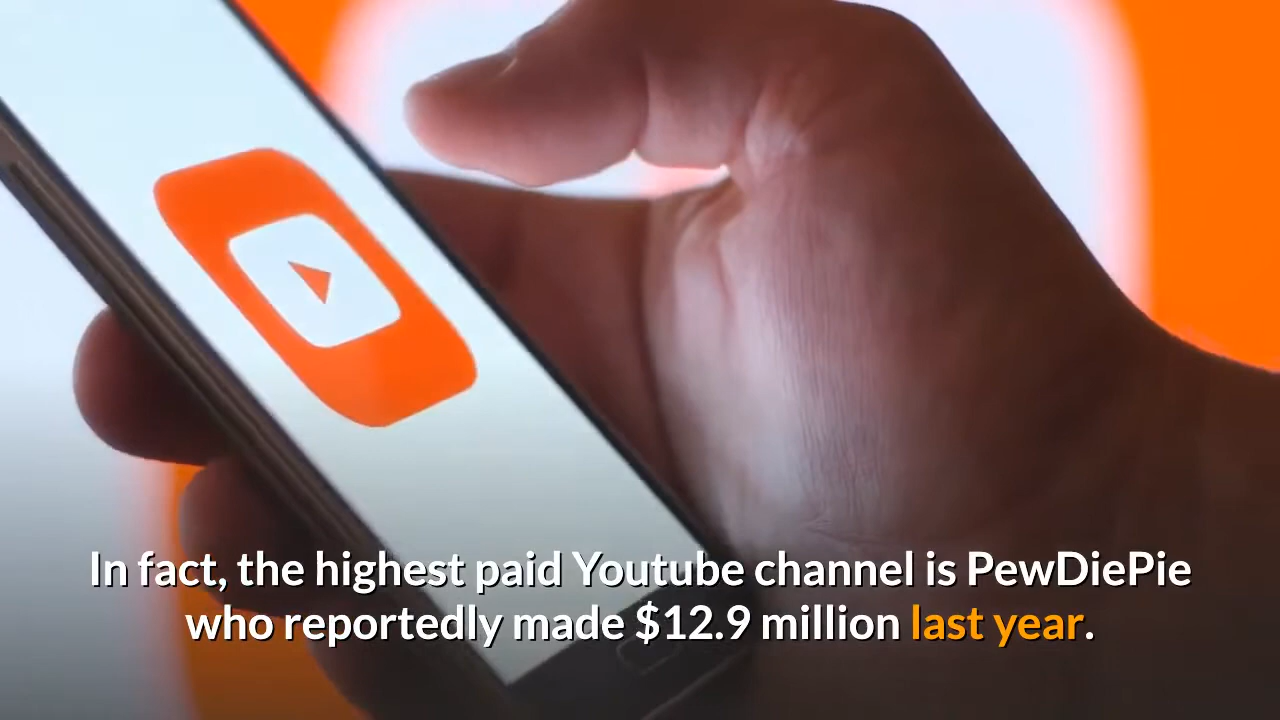 In fact, the highest paid Youtube channel is PewDiePie
who reportedly made $12.9 million last year.